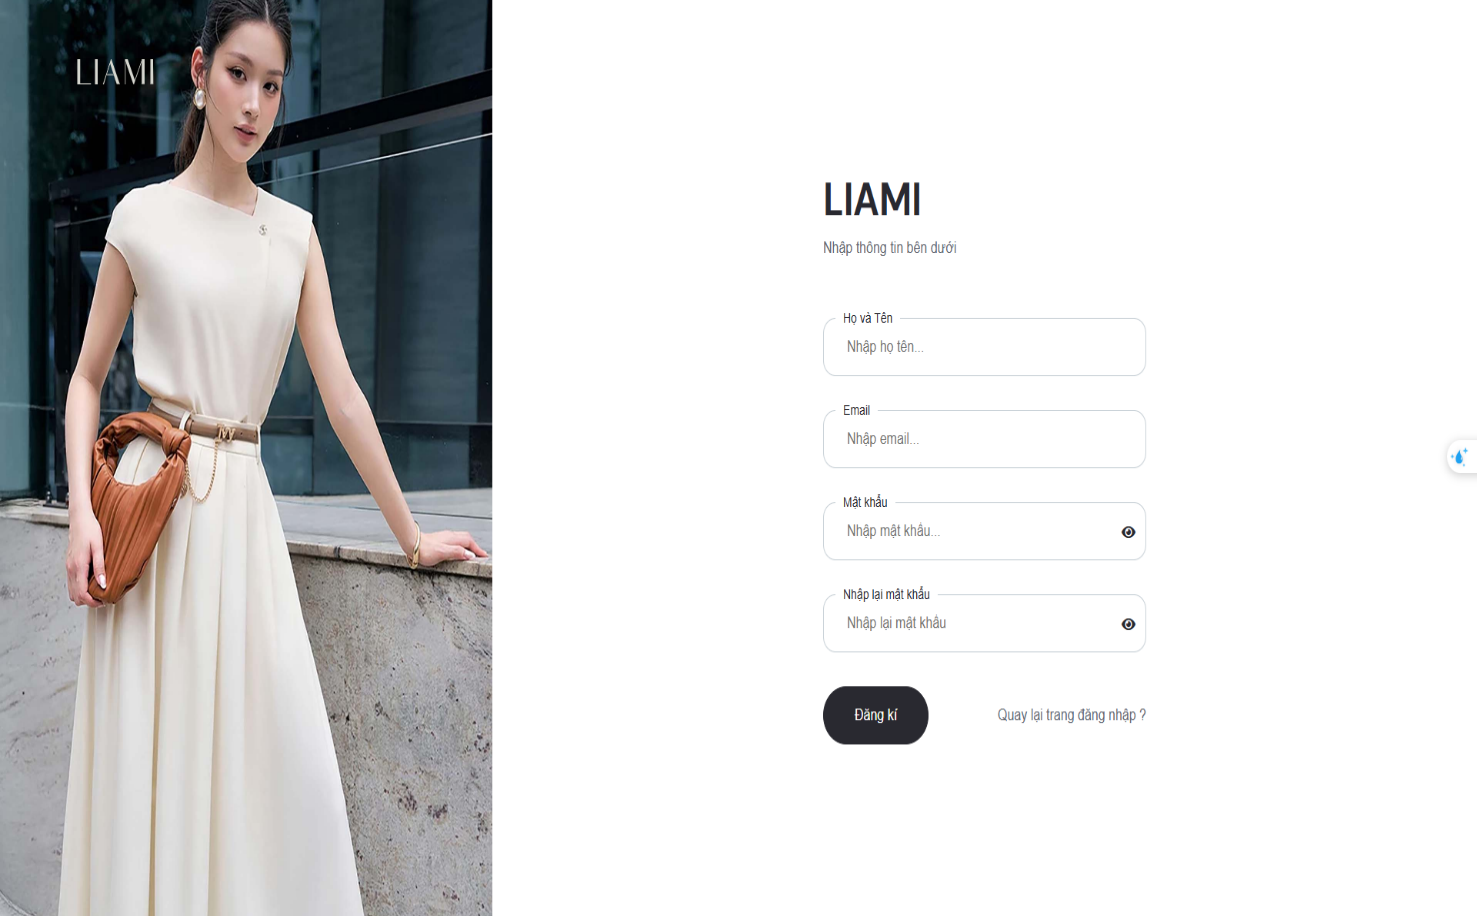 LIAMI
LIAMI
Nhập thông tin bên dưới
Họ và Tên
Nhập họ tên...
Email
Nhập email...
Mật khẩu
Nhập mật khẩu...
Nhập lại mật khẩu
Nhập lại mật khẩu
Đăng kí
Quay lại trang đăng nhập ?